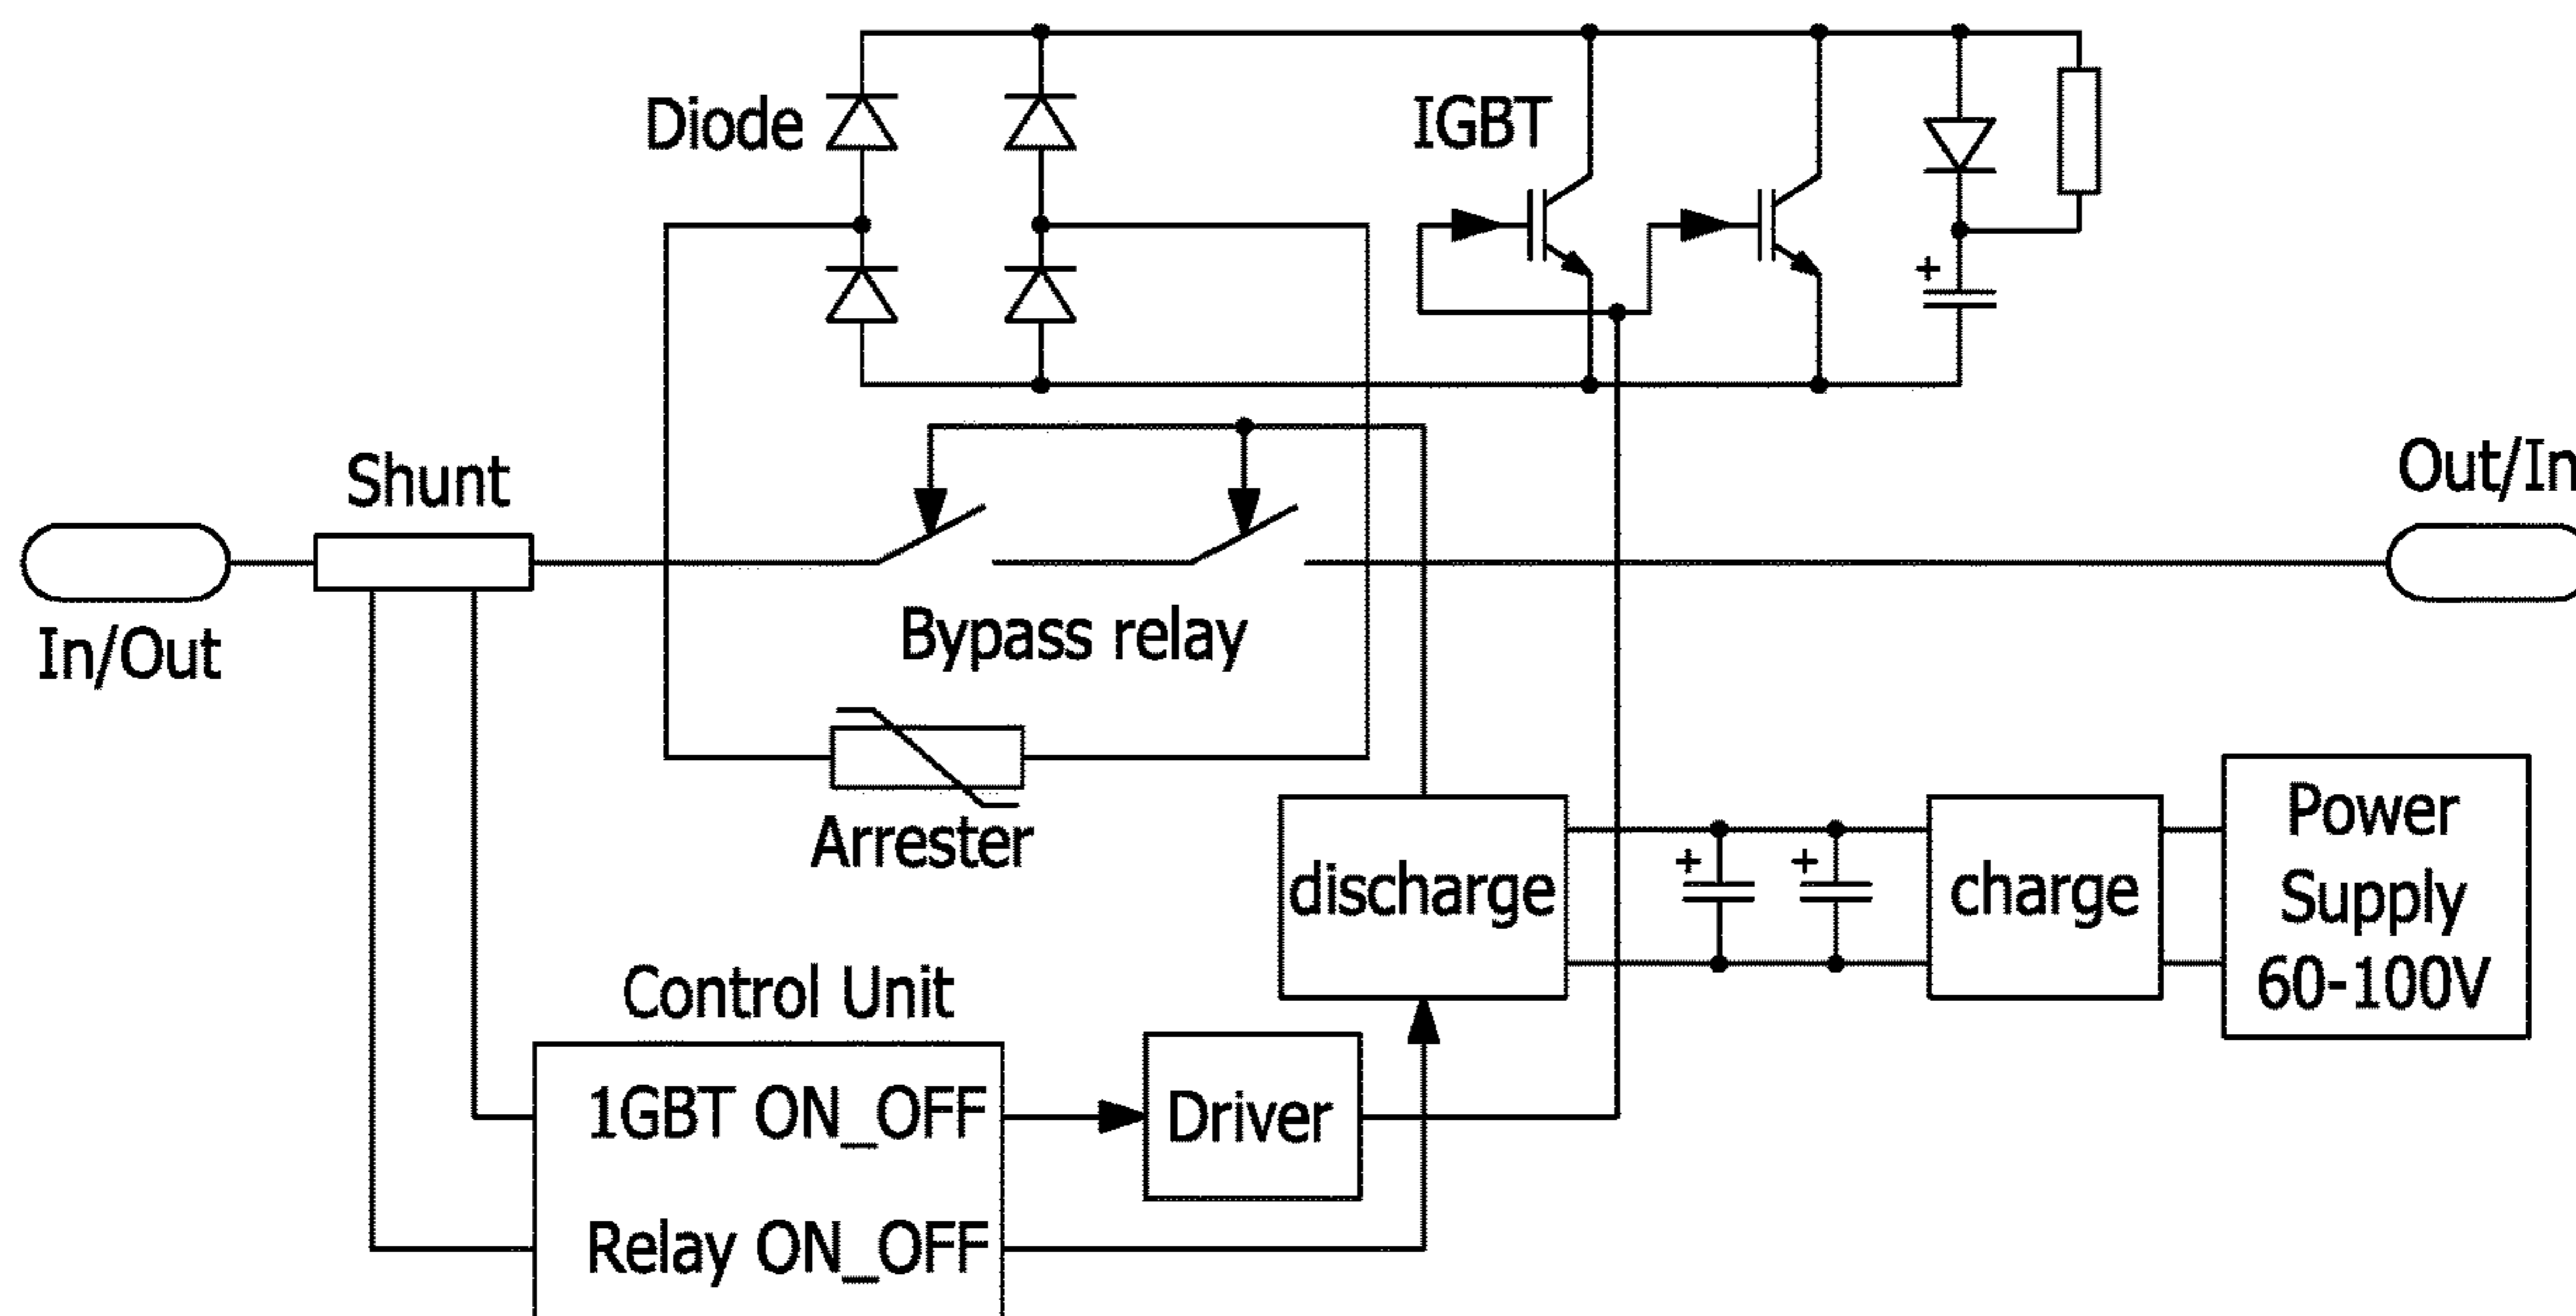 Diode
IGBT
+
Shunt
Out/In
In/Out
Bypass relay
Arrester
discharge
+
+
charge
Power
Supply
60-100V
Control Unit
1GBT ON_OFF
Driver
Relay ON_OFF